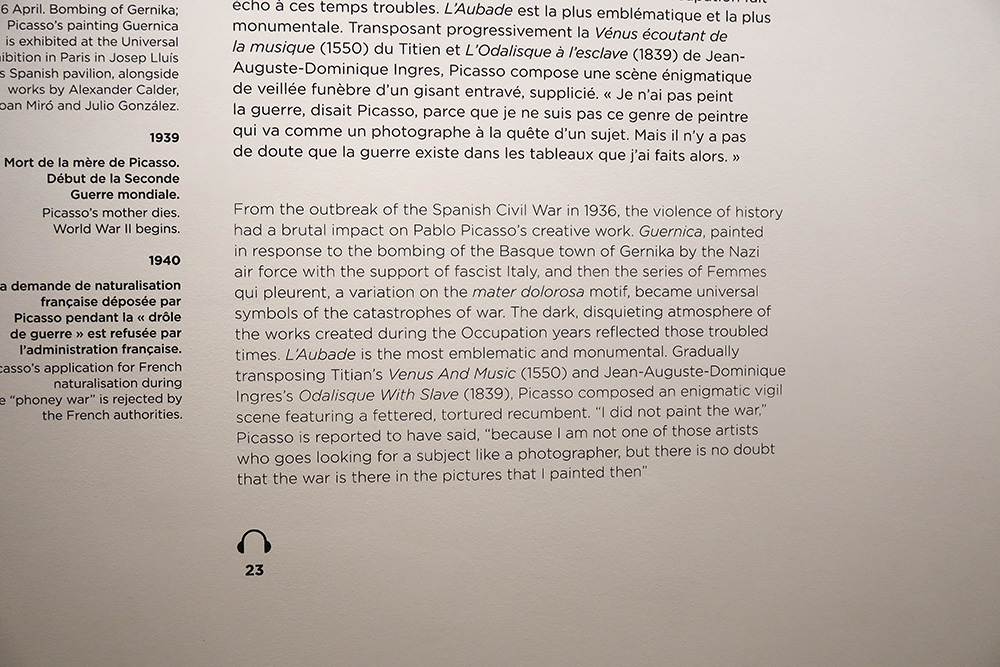 6 April. Bombing of Gernika;
Picasso's painting Guernica
is exhibited at the Universal
in Paris in Josep Lluís
Spanish pavilion, alongside
works by Alexander Calder,
Miró and Julio González.
1939
Mort de la mère de Picasso.
Début de la Seconde
Guerre mondiale.
Picasso's mother dies.
World War II begins.
1940
a demande de naturalisation
française déposée par
Picasso pendant la « drôle
de guerre » est refusée par
l'administration française.
application for French
naturalisation during
"phoney war" is rejected by
the French authorities.
écho à ces temps troubles. L'Aubade est la plus emblématique et la plus
monumentale. Transposant progressivement la Vénus écoutant de
la musique (1550) du Titien et L'Odalisque à l'esclave (1839) de Jean-
Auguste-Dominique Ingres, Picasso compose une scène énigmatique
de veillée funèbre d'un gisant entravé, supplicié. « Je n'ai pas peint
la guerre, disait Picasso, parce que je ne suis pas ce genre de peintre
qui va comme un photographe à la quête d'un sujet. Mais il n'y a pas
de doute que la guerre existe dans les tableaux que j'ai faits alors. »
From the outbreak of the Spanish Civil War in 1936, the violence of history
had a brutal impact on Pablo Picasso's creative work. Guernica, painted
in response to the bombing of the Basque town of Gernika by the Nazi
air force with the support of fascist Italy, and then the series of Femmes
qui pleurent, a variation on the mater dolorosa motif, became universal
symbols of the catastrophes of war. The dark, disquieting atmosphere of
the works created during the Occupation years reflected those troubled
times. L'Aubade is the most emblematic and monumental. Gradually
transposing Titian's Venus And Music (1550) and Jean-Auguste-Dominique
Ingres's Odalisque With Slave (1839), Picasso composed an enigmatic vigil
scene featuring a fettered, tortured recumbent. "I did not paint the war,"
Picasso is reported to have said, "because I am not one of those artists
who goes looking for a subject like a photographer, but there is no doubt
that the war is there in the pictures that I painted then"
23